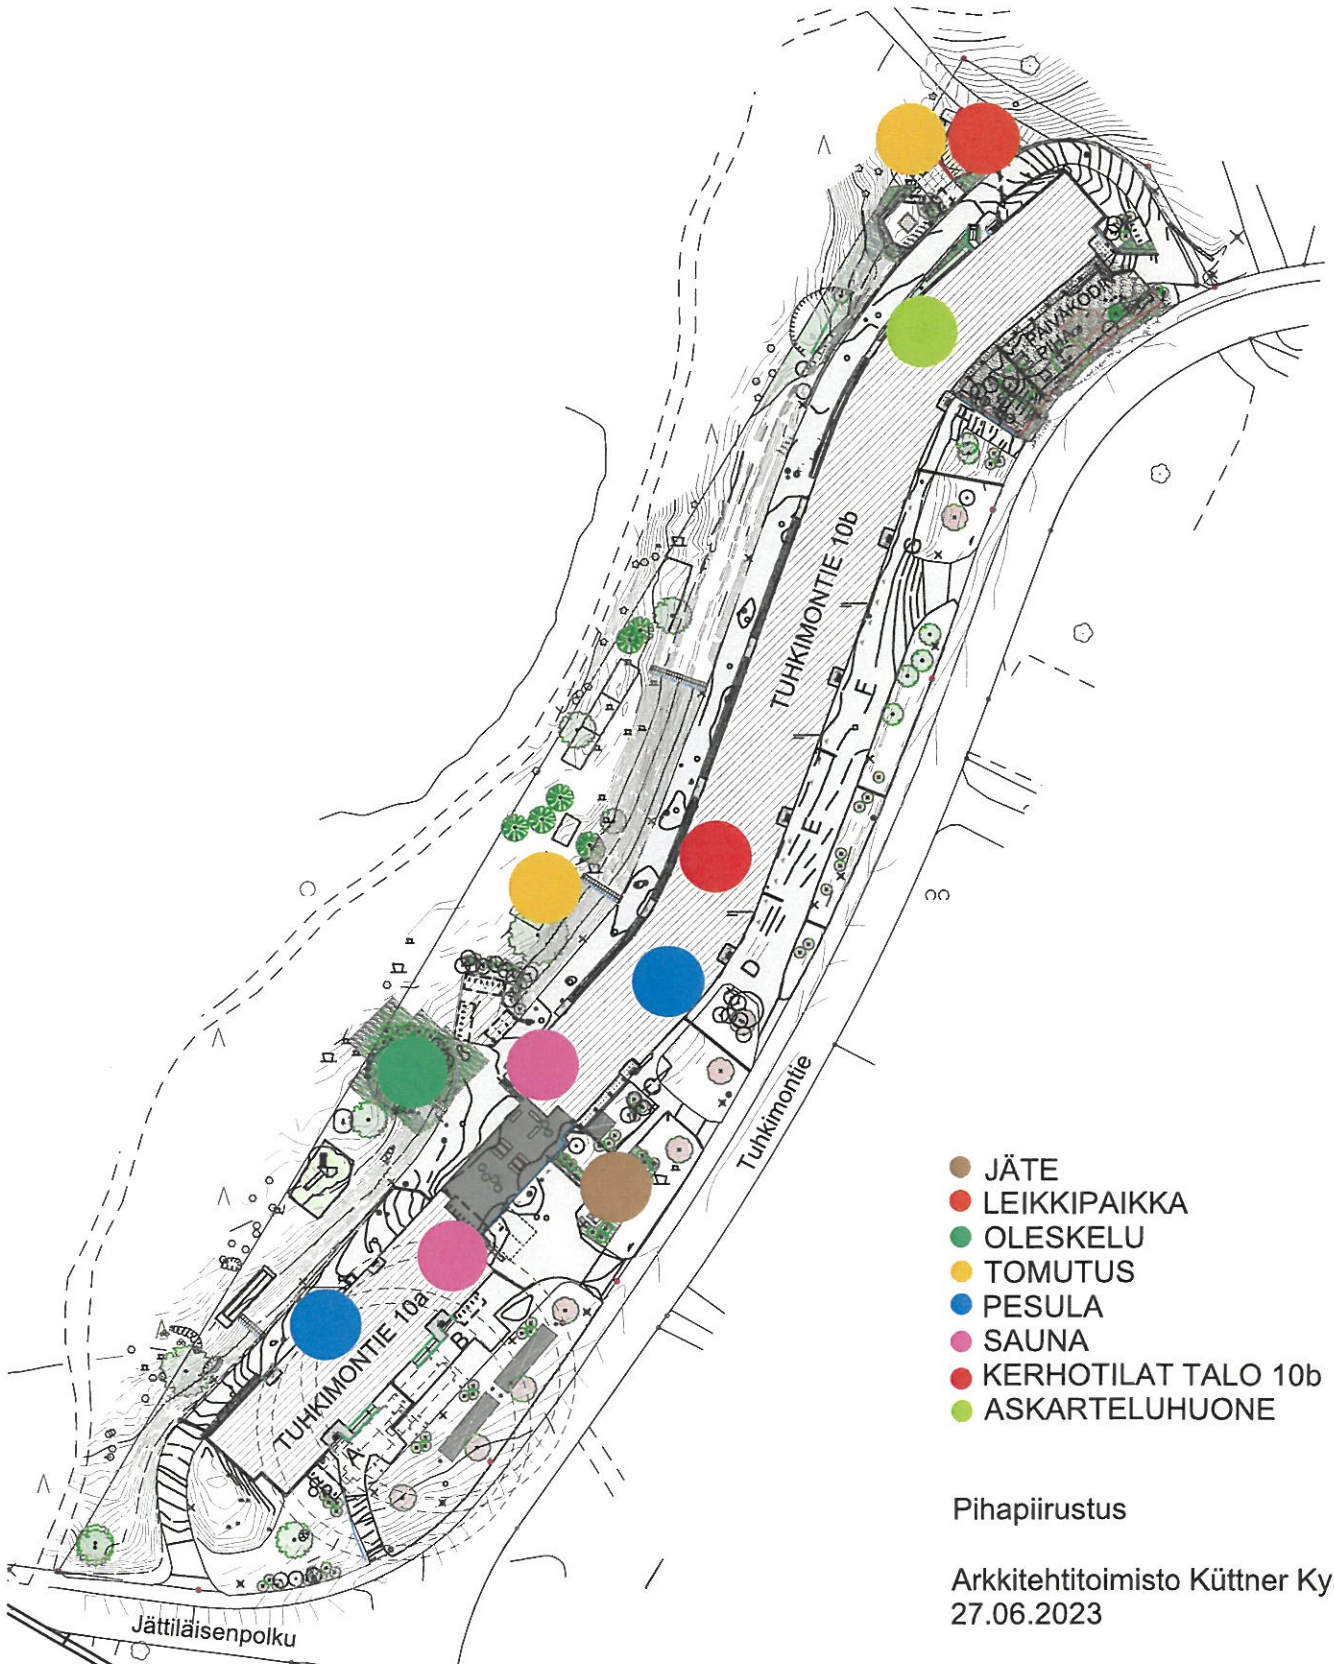 PÄIVÄKODIN
PIHA
TUHKIMONTIE 10b
G
F
E
D
C
Tuhkimontie
TUHKIMONTIE 10a
B
A
Jättiläisenpolku
JÄTE
LEIKKIPAIKKA
OLESKELU
TOMUTUS
PESULA
SAUNA
KERHOTILAT TALO 10b
ASKARTELUHUONE
Pihapiirustus
Arkkitehtitoimisto Küttner Ky
27.06.2023